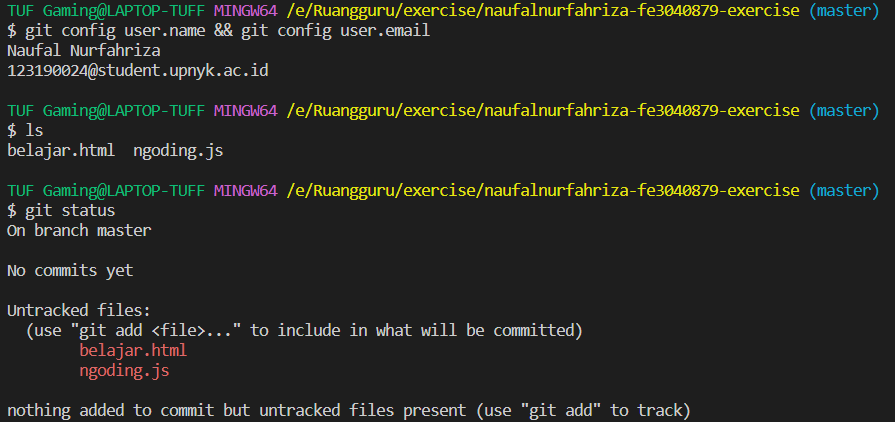 TUF Gaming@LAPTOP-TUFF MINGW64 /e/Ruangguru/exercise/naufalnurfahriza-fe3040879-exercise (master)
$ git config user.name && git config user.email
Naufal Nurfahriza
123190024@student.upnyk.ac.id
TUF Gaming@LAPTOP-TUFF MINGW64 /e/Ruangguru/exercise/naufalnurfahriza-fe3040879-exercise (master)
$ ls
belajar.html  ngoding.js
TUF Gaming@LAPTOP-TUFF MINGW64 /e/Ruangguru/exercise/naufalnurfahriza-fe3040879-exercise (master)
$ git status
On branch master
No commits yet
Untracked files:
  (use "git add <file>..." to include in what will be committed)
        belajar.html
        ngoding.js
nothing added to commit but untracked files present (use "git add" to track)